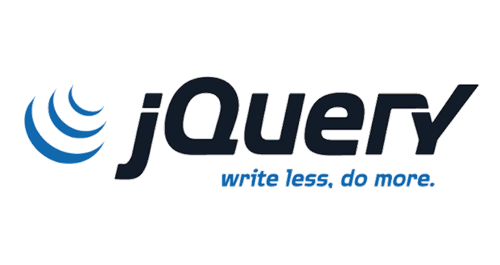 jQuery
write less, do more.